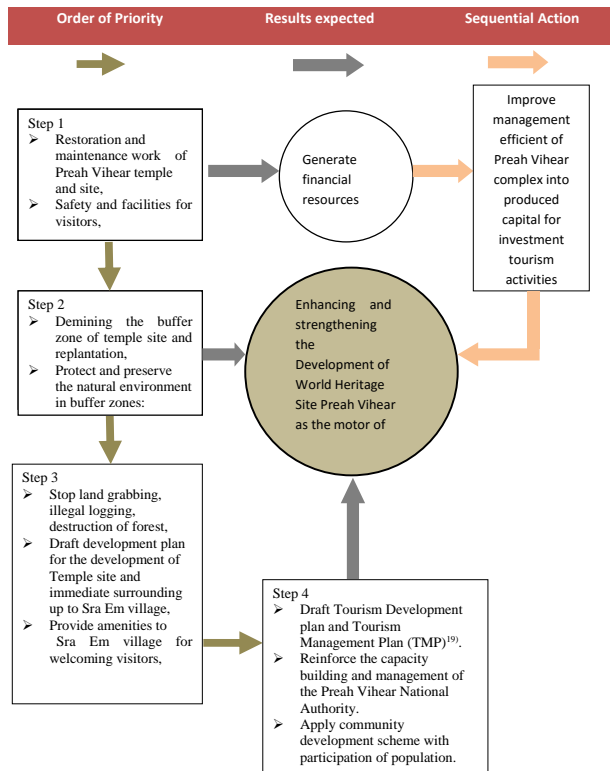 Order of Priority
Results expected
Sequential Action
Step 1
➢ Restoration and
maintenance work of
Preah Vihear temple
and site,
➢ Safety and facilities for
visitors,
Generate
financial
resources
Improve
management
efficient of
Preah Vihear
complex into
produced
capital for
investment
tourism
activities
Step 2
➢ Demining the buffer
zone of temple site and
replantation,
➢ Protect and preserve
the natural environment
in buffer zones:
Enhancing and
strengthening
the
Development of
World Heritage
Site Preah Vihear
as the motor of
Step 3
➢ Stop land grabbing,
illegal logging,
destruction of forest,
➢ Draft development plan
for the development of
Temple site and
immediate surrounding
up to Sra Em village,
➢ Provide amenities to
Sra Em village for
welcoming visitors,
Step 4
➢ Draft Tourism Development
plan and Tourism
Management Plan (TMP)¹⁹⁾.
➢ Reinforce the capacity
building and management of
the Preah Vihear National
Authority.
➢ Apply community
development scheme with
participation of population.